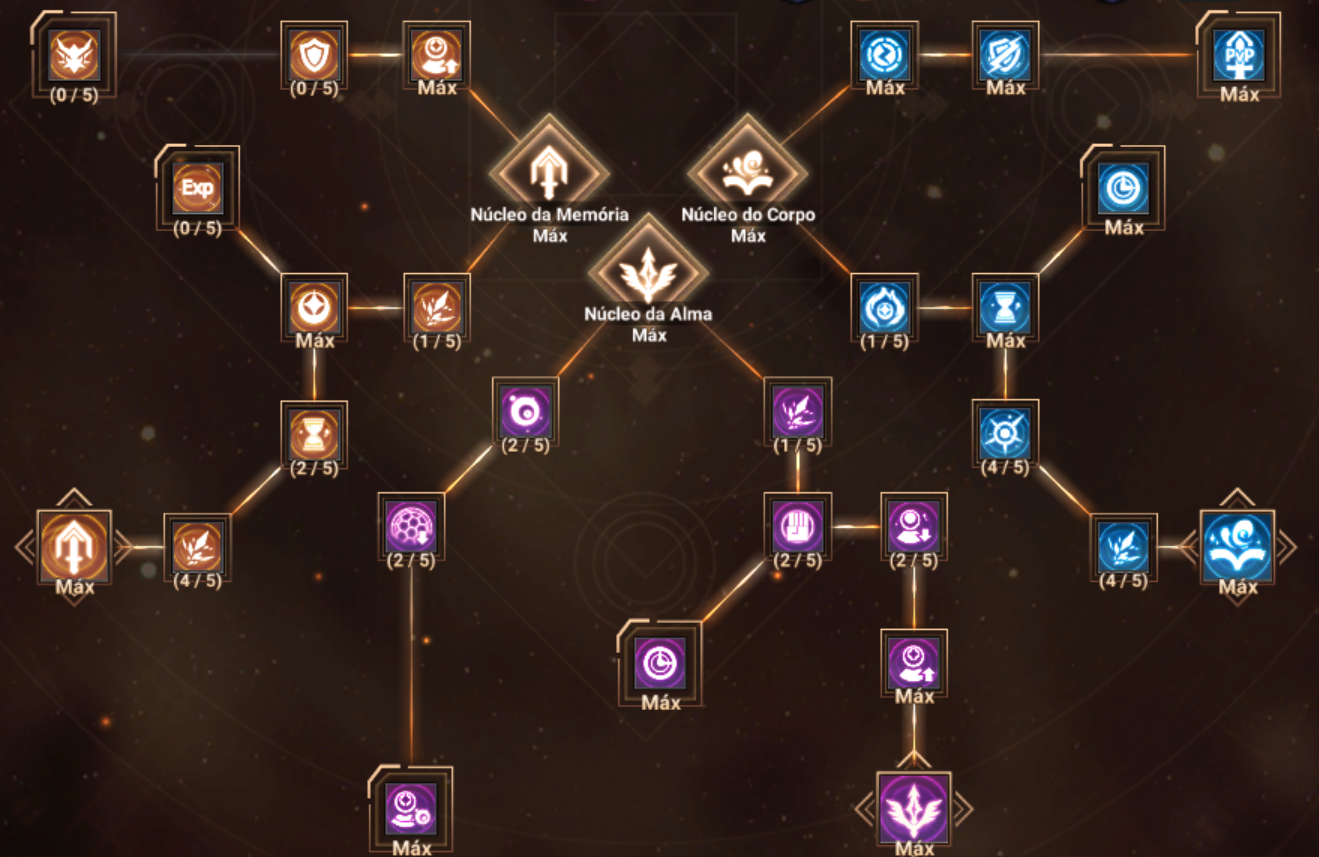 PvP
(0 / 5)
(0 / 5)
Máx
Máx
Máx
Máx
Exp
(0 / 5)
Núcleo da Memória
Máx
Núcleo do Corpo
Máx
Máx
Núcleo da Alma
Máx
Máx
(1 / 5)
(1 / 5)
Máx
(2 / 5)
(2 / 5)
(1 / 5)
(4 / 5)
Máx
(4 / 5)
(2 / 5)
(2 / 5)
(2 / 5)
(4 / 5)
Máx
Máx
Máx
Máx
Máx